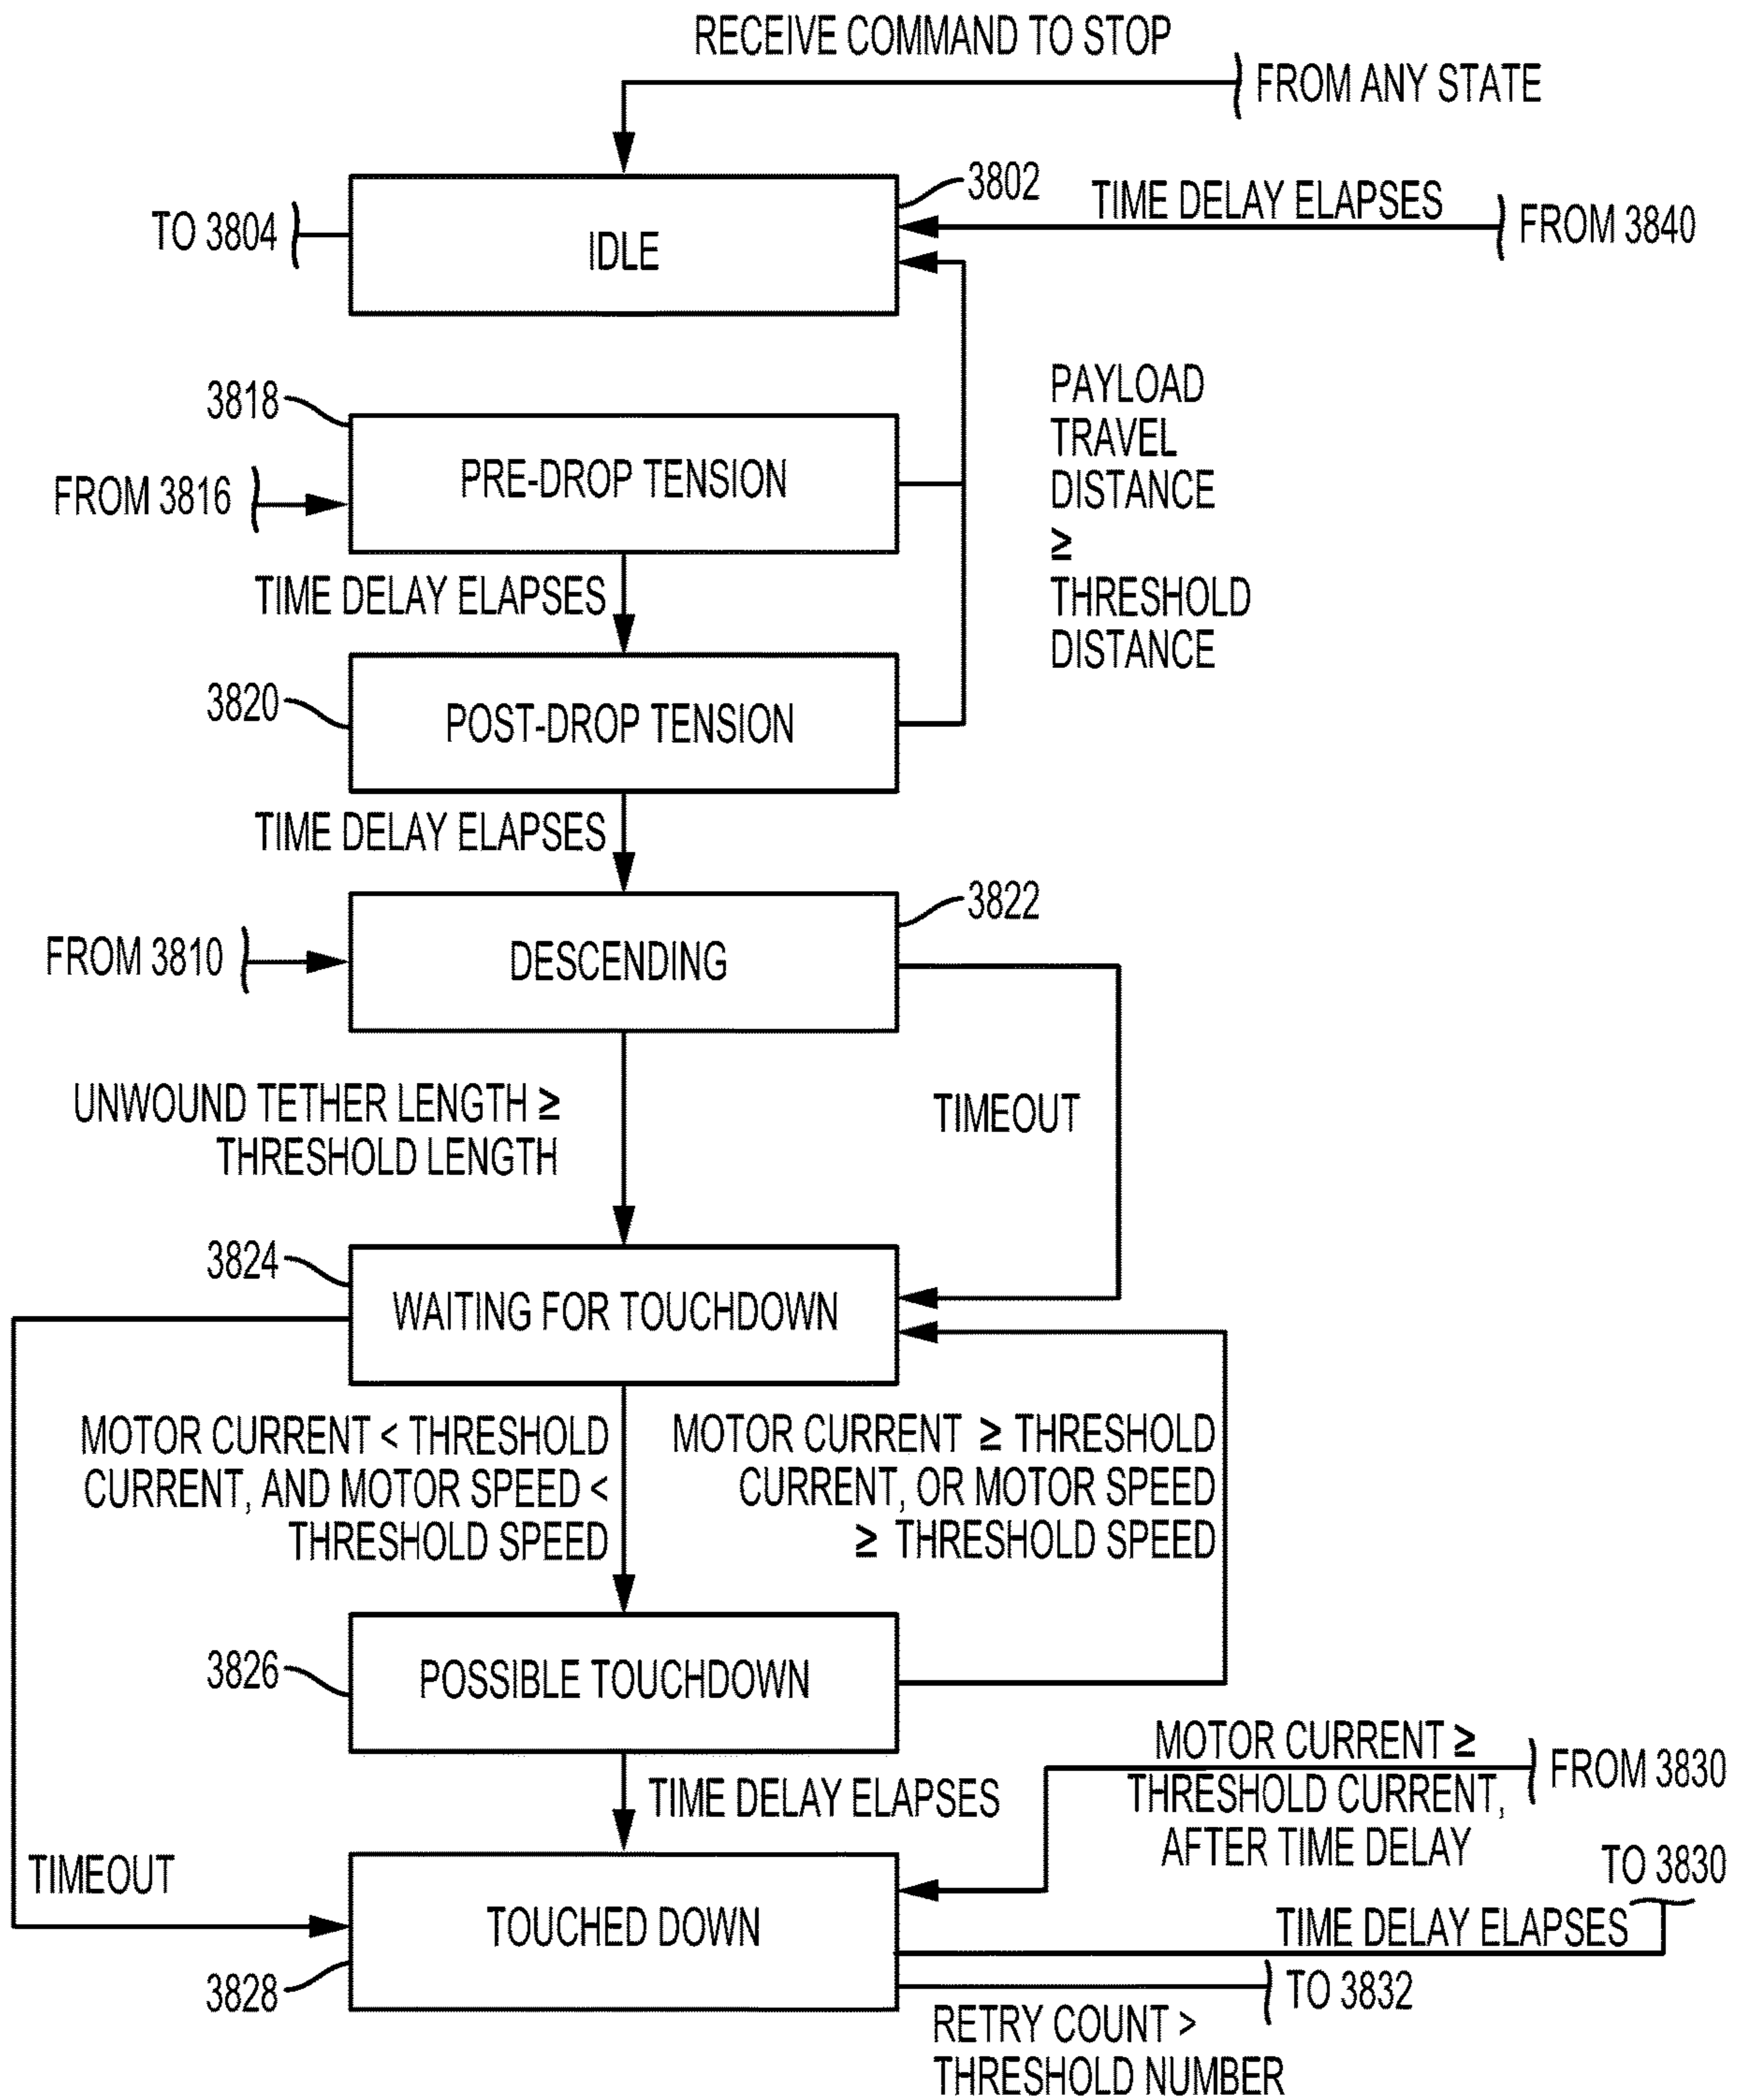 RECEIVE COMMAND TO STOP
FROM ANY STATE
3802
TIME DELAY ELAPSES
FROM 3840
TO 3804
IDLE
3818
PAYLOAD
TRAVEL
DISTANCE
≥
THRESHOLD
DISTANCE
PRE-DROP TENSION
FROM 3816
TIME DELAY ELAPSES
3820
POST-DROP TENSION
TIME DELAY ELAPSES
3822
FROM 3810
DESCENDING
UNWOUND TETHER LENGTH ≥
THRESHOLD LENGTH
TIMEOUT
3824
WAITING FOR TOUCHDOWN
MOTOR CURRENT < THRESHOLD
CURRENT, AND MOTOR SPEED <
THRESHOLD SPEED
MOTOR CURRENT ≥ THRESHOLD
CURRENT, OR MOTOR SPEED
≥ THRESHOLD SPEED
3826
POSSIBLE TOUCHDOWN
TIME DELAY ELAPSES
MOTOR CURRENT ≥
THRESHOLD CURRENT,
AFTER TIME DELAY
FROM 3830
TIMEOUT
TO 3830
TOUCHED DOWN
TIME DELAY ELAPSES
3828
TO 3832
RETRY COUNT >
THRESHOLD NUMBER